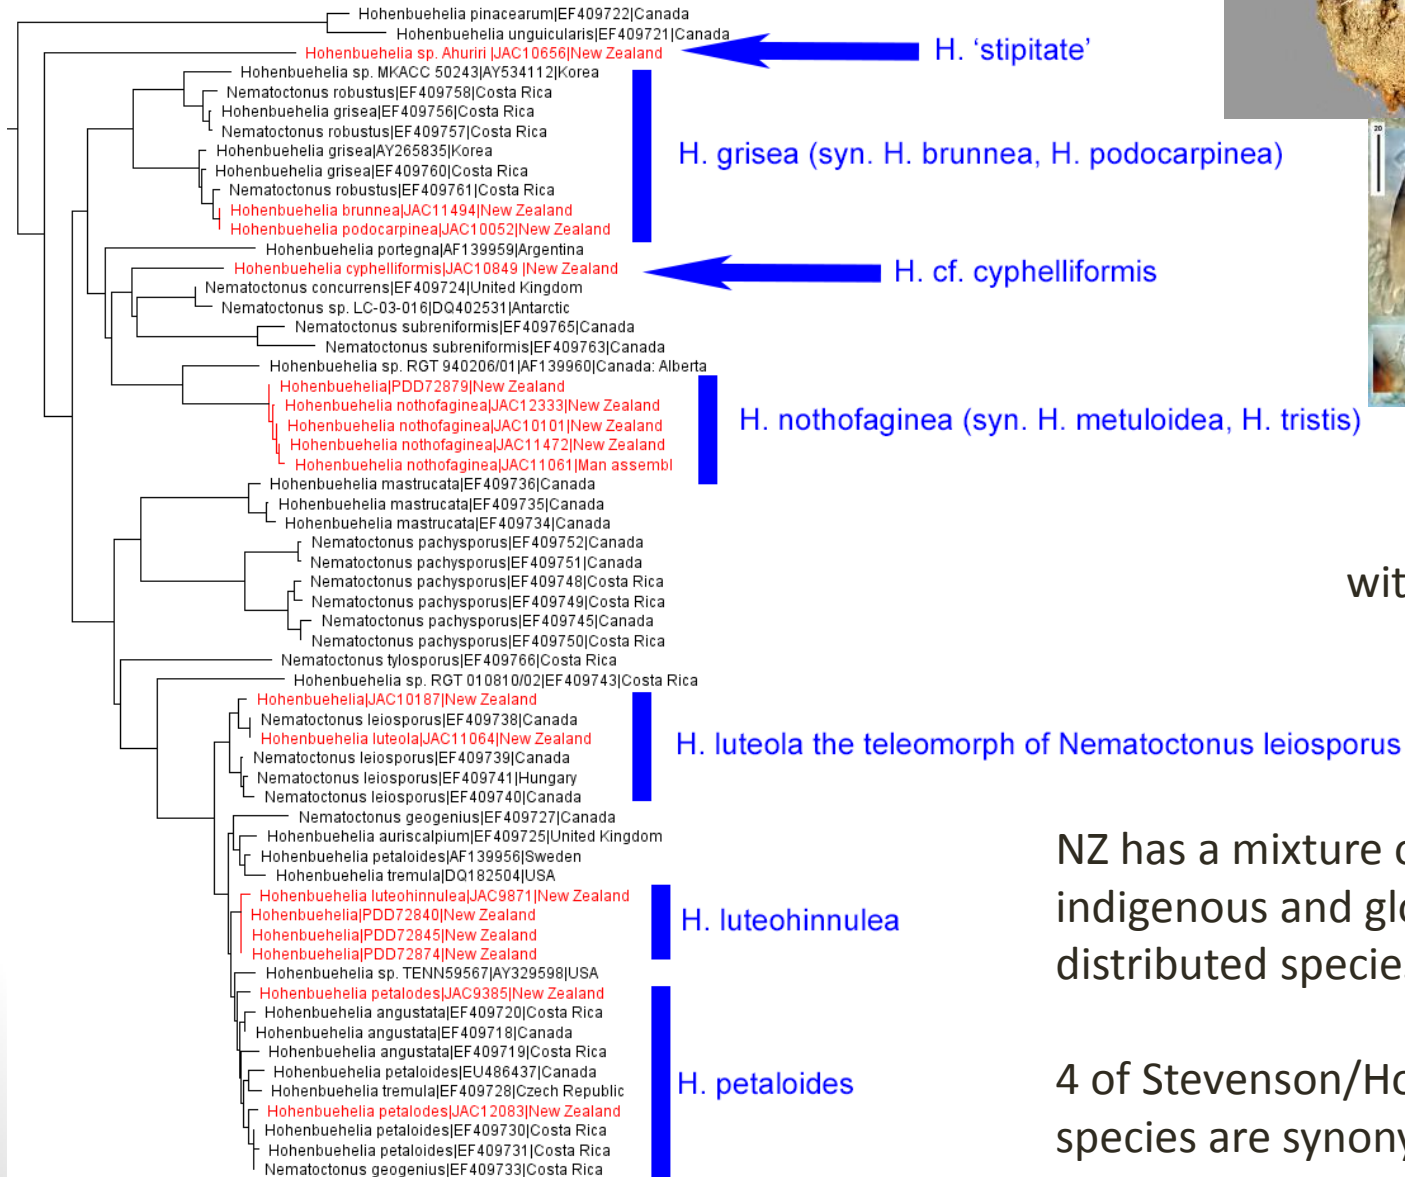 Hohenbuehelia pinacearum|EF409722|Canada
Hohenbuehelia unguicularis|EF409721|Canada
Hohenbuehelia sp. Ahuriri |JAC10656|New Zealand
H. 'stipitate'
Hohenbuehelia sp. MKACC 50243|AY534112|Korea
Nematoctonus robustus|EF409758|Costa Rica
Hohenbuehelia grisea|EF409756|Costa Rica
Nematoctonus robustus|EF409757|Costa Rica
Hohenbuehelia grisea|AY265835|Korea
Hohenbuehelia grisea|EF409760|Costa Rica
Nematoctonus robustus|EF409761|Costa Rica
Hohenbuehelia brunnea|JAC11494|New Zealand
Hohenbuehelia podocarpinea|JAC10052|New Zealand
H. grisea (syn. H. brunnea, H. podocarpinea)
20
Hohenbuehelia portegna|AF139959|Argentina
Hohenbuehelia cyphelliformis|JAC10849 |New Zealand
H. cf. cyphelliformis
Nematoctonus concurrens|EF409724|United Kingdom
Nematoctonus sp. LC-03-016|DQ402531|Antarctic
Nematoctonus subreniformis|EF409765|Canada
Nematoctonus subreniformis|EF409763|Canada
Hohenbuehelia sp. RGT 940206/01|AF139960|Canada: Alberta
Hohenbuehelia|PDD72879|New Zealand
Hohenbuehelia nothofaginea|JAC12333|New Zealand
Hohenbuehelia nothofaginea|JAC10101|New Zealand
Hohenbuehelia nothofaginea|JAC11472|New Zealand
Hohenbuehelia nothofaginea|JAC11061|Man assembl
H. nothofaginea (syn. H. metuloidea, H. tristis)
Hohenbuehelia mastrucata|EF409736|Canada
Hohenbuehelia mastrucata|EF409735|Canada
Hohenbuehelia mastrucata|EF409734|Canada
Nematoctonus pachysporus|EF409752|Canada
Nematoctonus pachysporus|EF409751|Canada
Nematoctonus pachysporus|EF409748|Costa Rica
Nematoctonus pachysporus|EF409749|Costa Rica
Nematoctonus pachysporus|EF409745|Canada
Nematoctonus pachysporus|EF409750|Costa Rica
wit
Nematoctonus tylosporus|EF409766|Costa Rica
Hohenbuehelia sp. RGT 010810/02|EF409743|Costa Rica
Hohenbuehelia|JAC10187|New Zealand
Nematoctonus leiosporus|EF409738|Canada
Hohenbuehelia luteola|JAC11064|New Zealand
Nematoctonus leiosporus|EF409739|Canada
Nematoctonus leiosporus|EF409741|Hungary
Nematoctonus leiosporus|EF409740|Canada
H. luteola the teleomorph of Nematoctonus leiosporus
Nematoctonus geogenius|EF409727|Canada
Hohenbuehelia auriscalpium|EF409725|United Kingdom
Hohenbuehelia petaloides|AF139956|Sweden
Hohenbuehelia tremula|DQ182504|USA
Hohenbuehelia luteohinnulea|JAC9871|New Zealand
Hohenbuehelia|PDD72840|New Zealand
Hohenbuehelia|PDD72845|New Zealand
Hohenbuehelia|PDD72874|New Zealand
H. luteohinnulea
Hohenbuehelia sp. TENN59567|AY329598|USA
Hohenbuehelia petalodes|JAC9385|New Zealand
Hohenbuehelia angustata|EF409720|Costa Rica
Hohenbuehelia angustata|EF409718|Canada
Hohenbuehelia angustata|EF409719|Costa Rica
Hohenbuehelia petaloides|EU486437|Canada
Hohenbuehelia tremula|EF409728|Czech Republic
Hohenbuehelia petalodes|JAC12083|New Zealand
Hohenbuehelia petaloides|EF409730|Costa Rica
Hohenbuehelia petaloides|EF409731|Costa Rica
Nematoctonus geogenius|EF409733|Costa Rica
H. petaloides
NZ has a mixture o
indigenous and glo
distributed specie
4 of Stevenson/Ho
species are synony